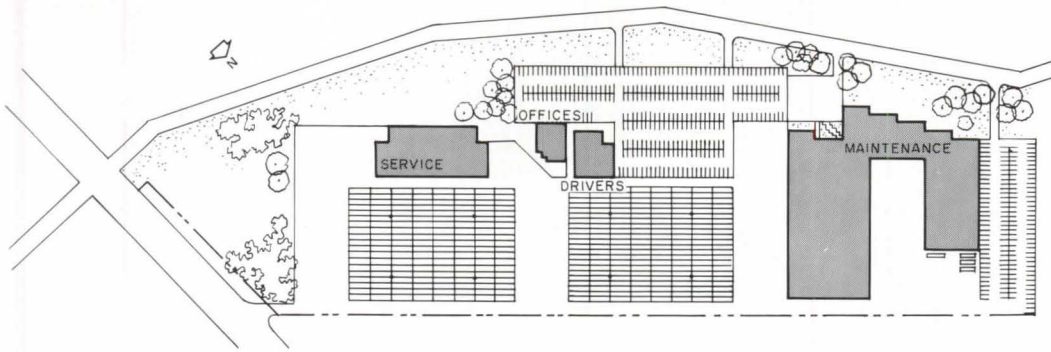 N
OFFICES
SERVICE
DRIVERS
MAINTENANCE